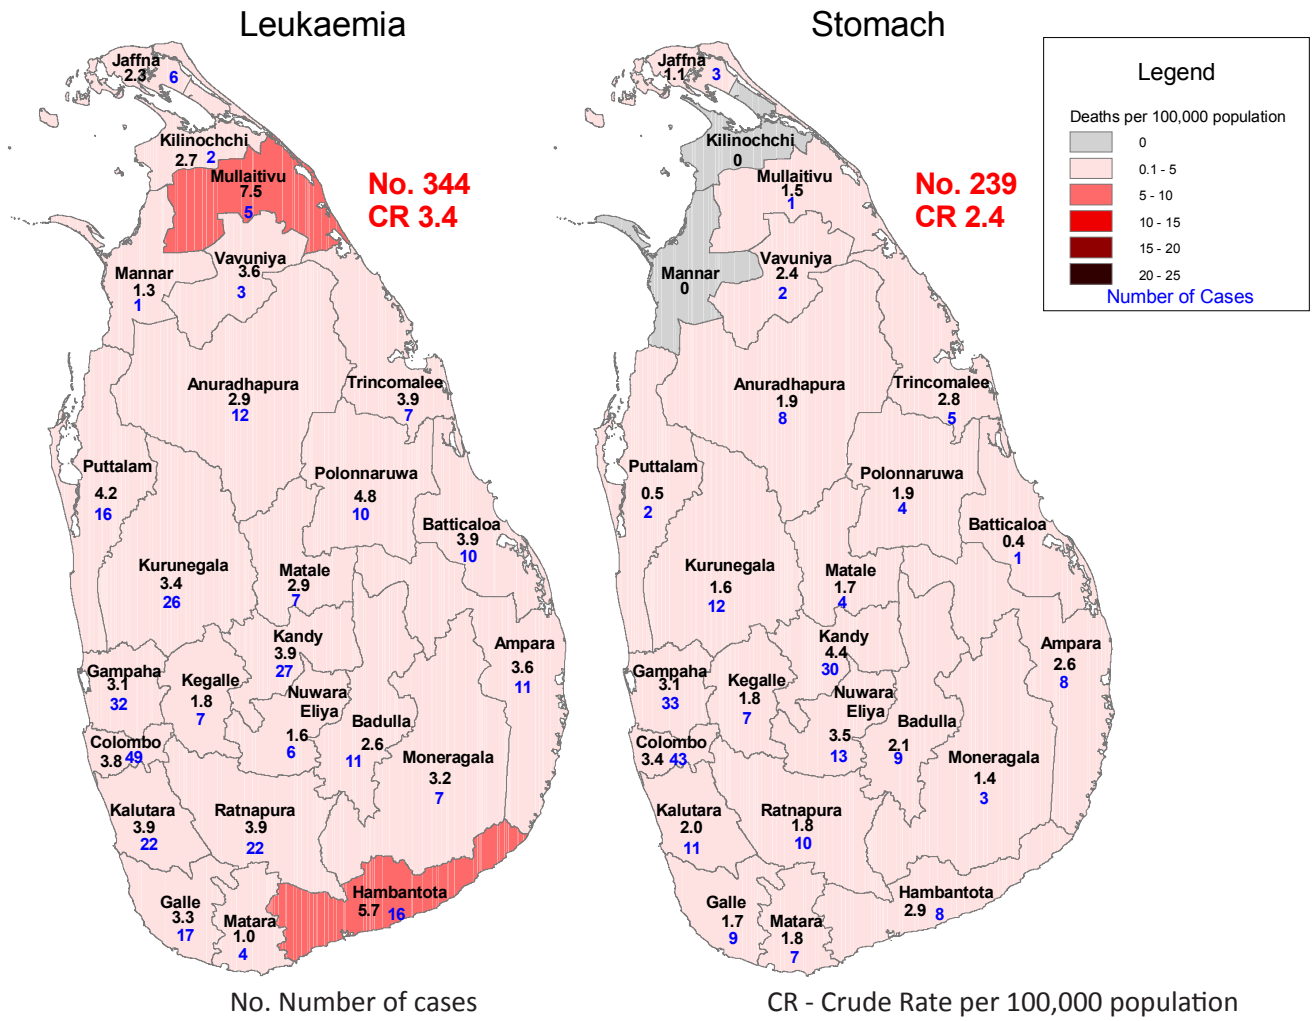 Leukaemia
Jaffna
2.3
6
Kilinochchi
2.7 2
Mullaitivu
7.5
5
No. 344
CR 3.4
Vavuniya
3.6
3
Mannar
1.3
1
Anuradhapura
2.9
12
Trincomalee
3.9
7
Puttalam
4.2
16
Polonnaruwa
4.8
10
Batticaloa
3.9
10
Kurunegala
3.4
26
Matale
2.9
7
Kandy
3.9
27
Ampara
3.6
11
Gampaha
3.1
32
Kegalle
1.8
7
Nuwara
Eliya
1.6
6
Badulla
2.6
11
Moneragala
3.2
7
Colombo
3.8 49
Kalutara
3.9
22
Ratnapura
3.9
22
Galle
3.3
17
Matara
1.0
4
Hambantota
5.7 16
Stomach
Jaffna
1.1
3
Kilinochchi
0
Mullaitivu
1.5
1
No. 239
CR 2.4
Vavuniya
2.4
2
Mannar
0
Anuradhapura
1.9
8
Trincomalee
2.8
5
Puttalam
0.5
2
Polonnaruwa
1.9
4
Batticaloa
0.4
1
Kurunegala
1.6
12
Matale
1.7
4
Kandy
4.4
30
Ampara
2.6
8
Gampaha
3.1
33
Kegalle
1.8
7
Nuwara
Eliya
3.5
13
Badulla
2.1
9
Moneragala
1.4
3
Colombo
3.4 43
Kalutara
2.0
11
Ratnapura
1.8
10
Galle
1.7
9
Matara
1.8
7
Hambantota
2.9 8
Legend
Deaths per 100,000 population
0
0.1 - 5
5 - 10
10 - 15
15 - 20
20 - 25
Number of Cases
No. Number of cases
CR - Crude Rate per 100,000 population